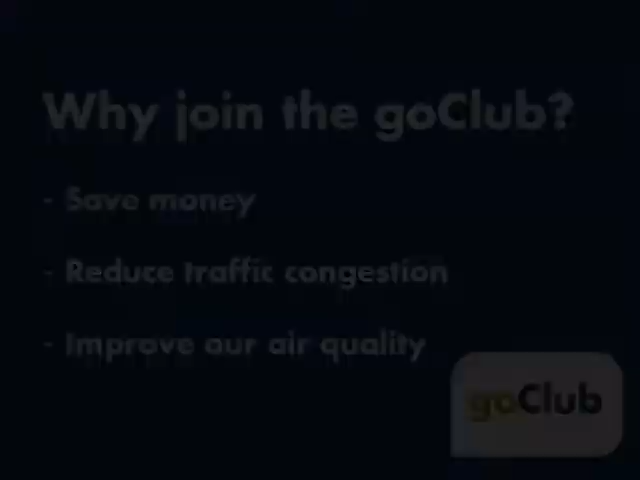 Why join the goClub?
- Save money
- Reduce traffic congestion
- Improve our air quality
goClub